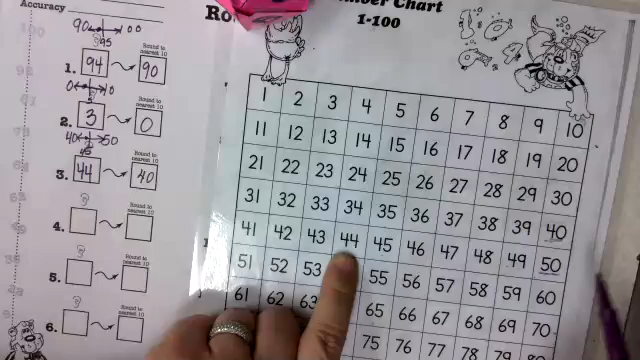 Accuracy
90 100
95
Round to nearest 10
1. 94 90
0 10
5
Round to nearest 10
2. 3 0
40 50
45
Round to nearest 10
3. 44 40
Round to nearest 10
4.
Round to nearest 10
5.
Round to nearest 10
6.
Number Chart
1-100
1 2 3 4 5 6 7 8 9 10
11 12 13 14 15 16 17 18 19 20
21 22 23 24 25 26 27 28 29 30
31 32 33 34 35 36 37 38 39 40
41 42 43 44 45 46 47 48 49 50
51 52 53 55 56 57 58 59 60
61 62 63 65 66 67 68 69 70
75 76 77 78 79